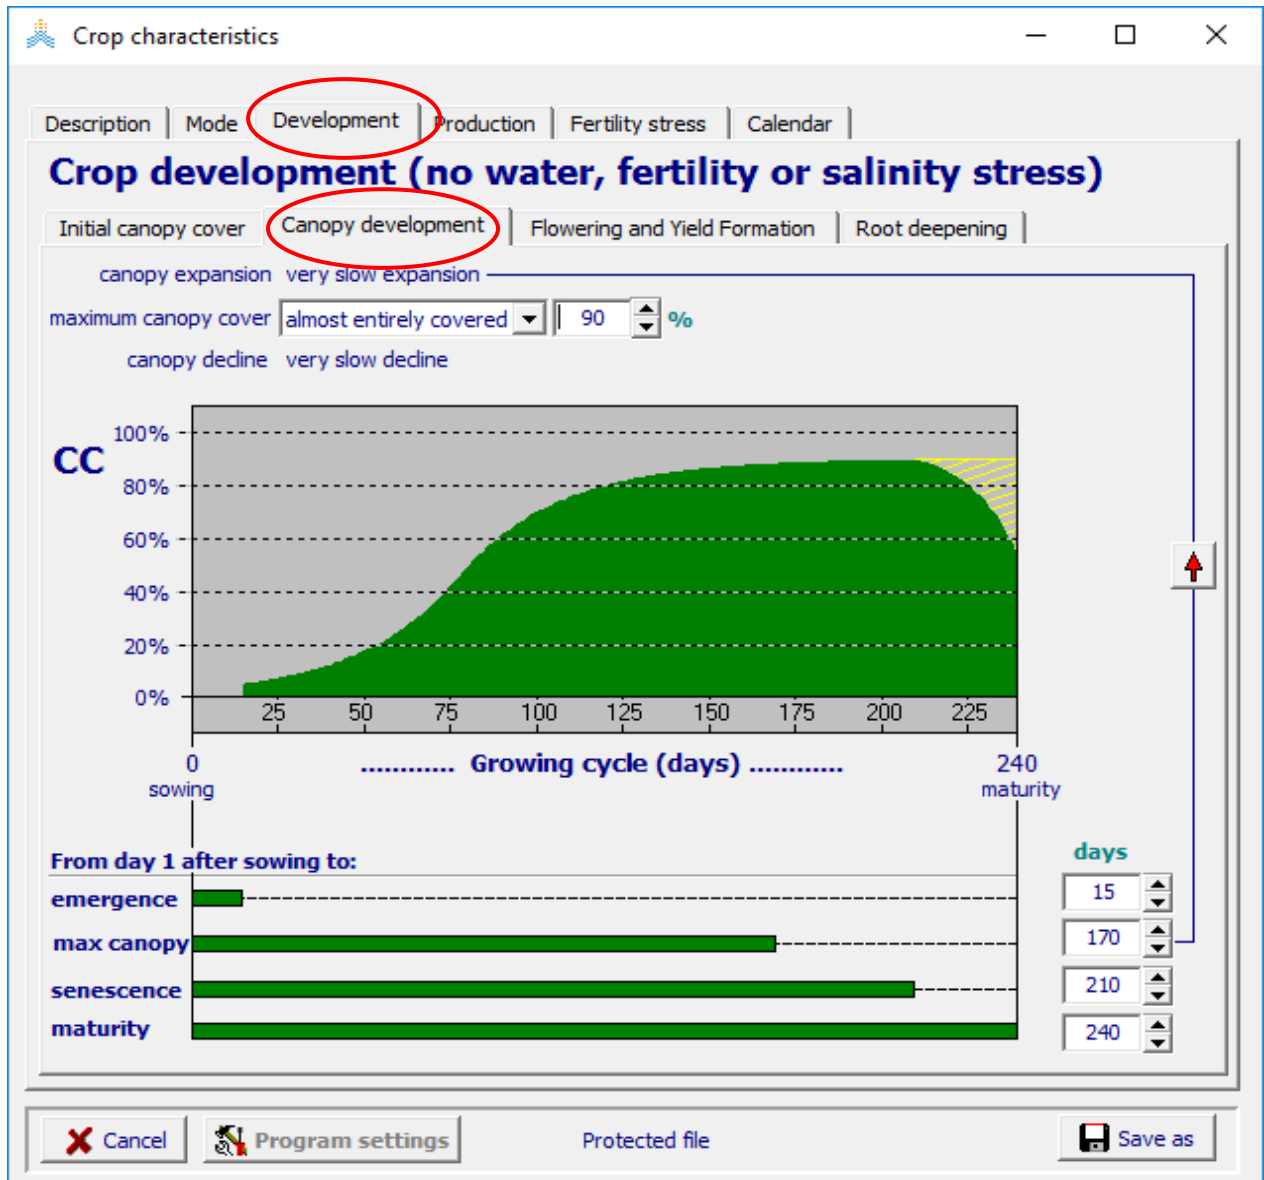 Crop characteristics
Description Mode Development Production Fertility stress Calendar
Crop development (no water, fertility or salinity stress)
Initial canopy cover Canopy development Flowering and Yield Formation Root deepening
canopy expansion very slow expansion
maximum canopy cover almost entirely covered 90 %
canopy decline very slow decline
CC
100%
80%
60%
40%
20%
0%
25 50 75 100 125 150 175 200 225
0 ............ Growing cycle (days) ............ 240
sowing maturity
From day 1 after sowing to: days
emergence 15
max canopy 170
senescence 210
maturity 240
Cancel Program settings Protected file Save as